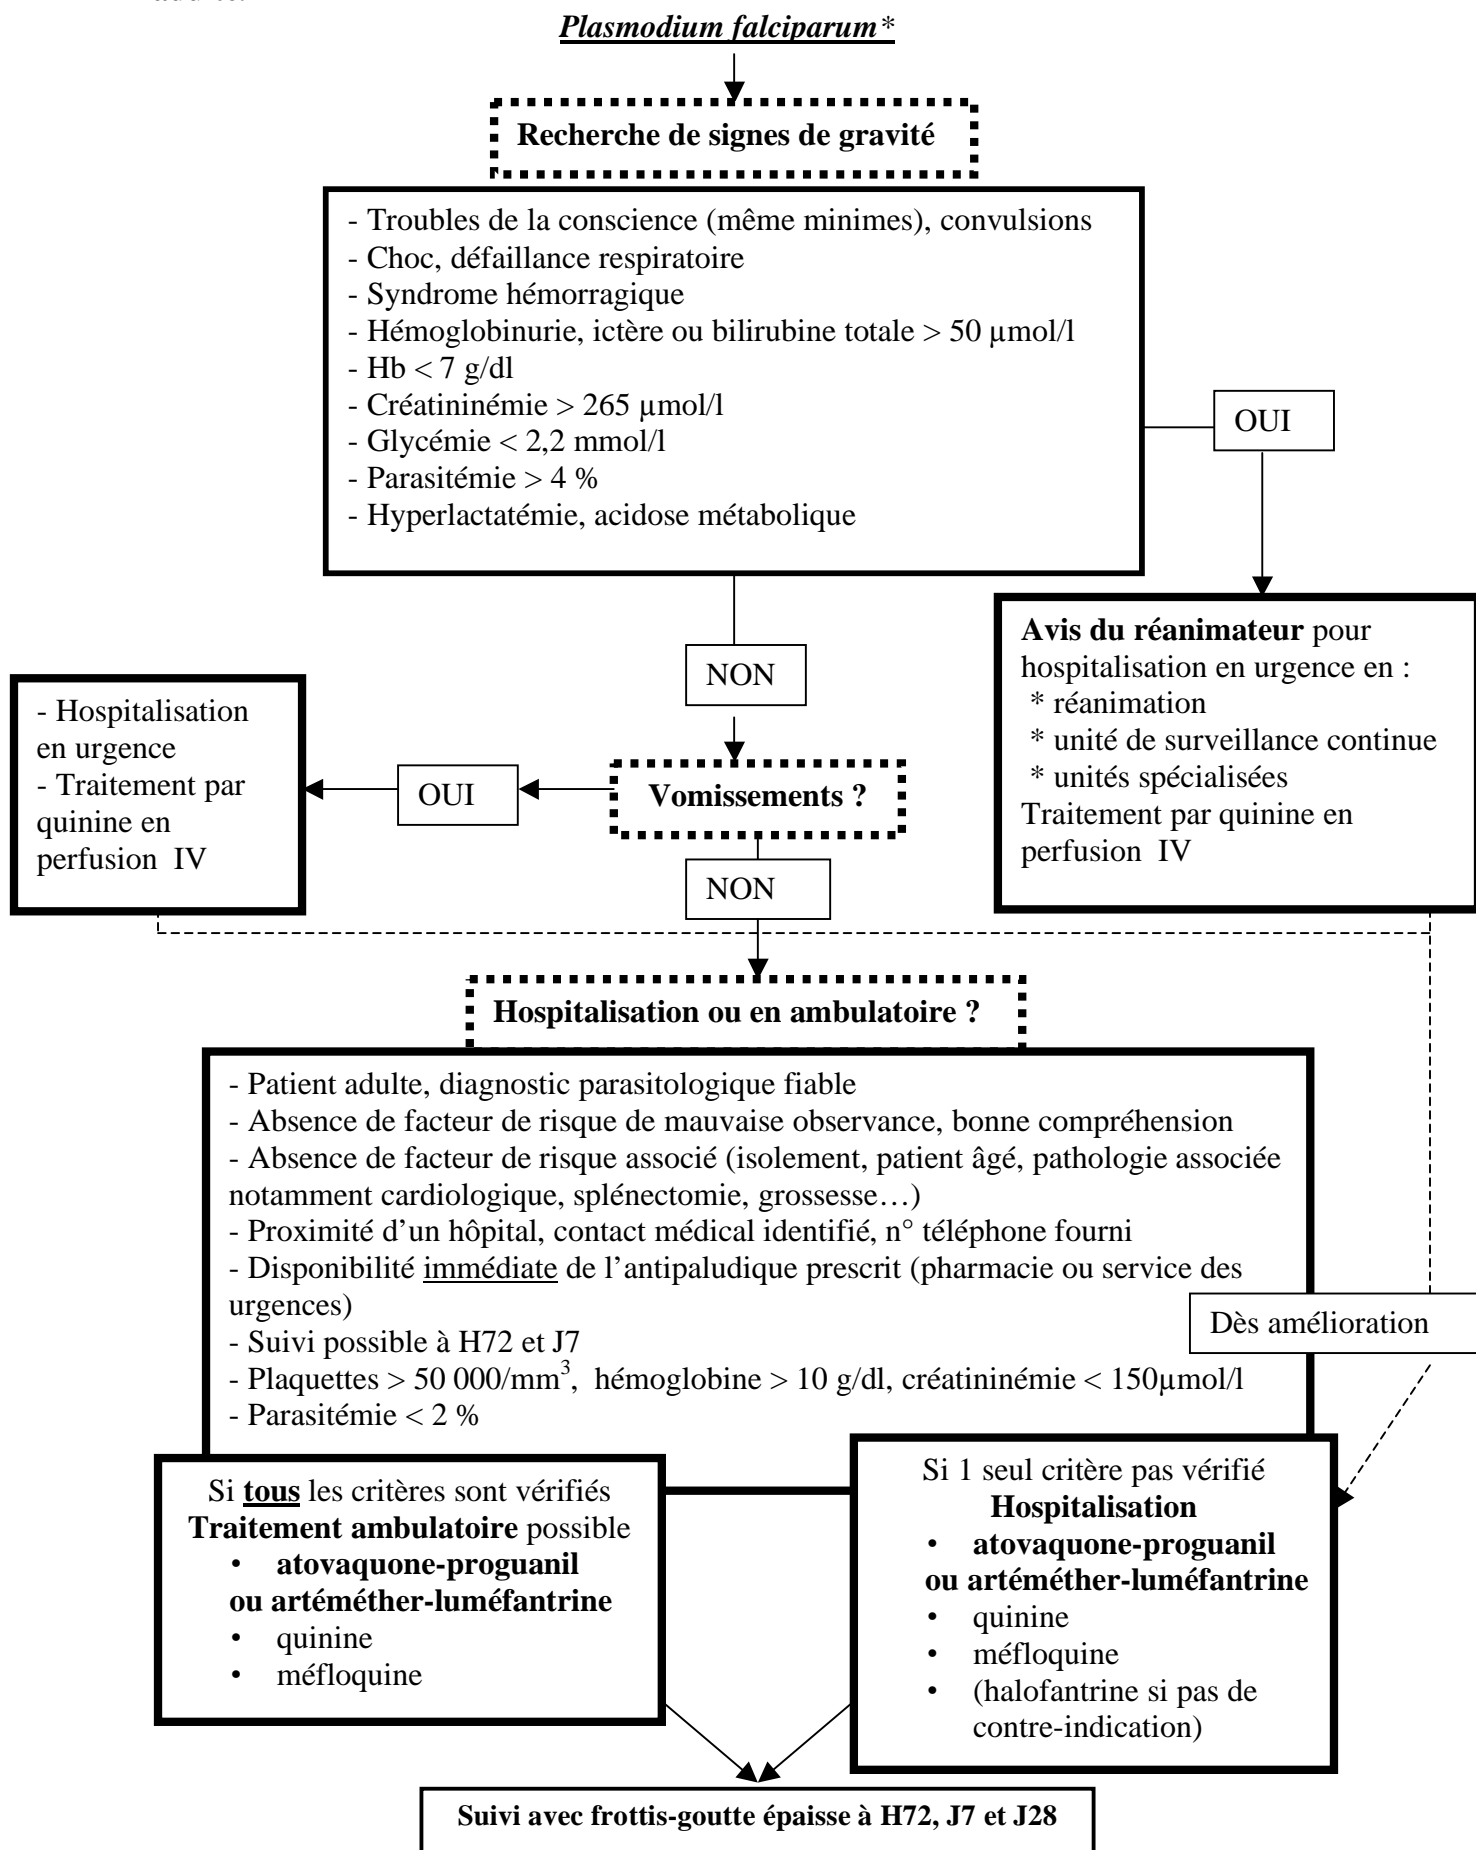 Plasmodium falciparum*
Recherche de signes de gravité
- Troubles de la conscience (même minimes), convulsions
- Choc, défaillance respiratoire
- Syndrome hémorragique
- Hémoglobinurie, ictère ou bilirubine totale > 50 µmol/l
- Hb < 7 g/dl
- Créatininémie > 265 µmol/l
- Glycémie < 2,2 mmol/l
- Parasitémie > 4 %
- Hyperlactatémie, acidose métabolique
OUI
Avis du réanimateur pour
hospitalisation en urgence en :
* réanimation
* unité de surveillance continue
* unités spécialisées
Traitement par quinine en
perfusion IV
NON
Vomissements ?
OUI
- Hospitalisation
en urgence
- Traitement par
quinine en
perfusion IV
NON
Hospitalisation ou en ambulatoire ?
- Patient adulte, diagnostic parasitologique fiable
- Absence de facteur de risque de mauvaise observance, bonne compréhension
- Absence de facteur de risque associé (isolement, patient âgé, pathologie associée
notamment cardiologique, splénectomie, grossesse…)
- Proximité d’un hôpital, contact médical identifié, n° téléphone fourni
- Disponibilité immédiate de l’antipaludique prescrit (pharmacie ou service des
urgences)
- Suivi possible à H72 et J7
- Plaquettes > 50 000/mm³, hémoglobine > 10 g/dl, créatininémie < 150µmol/l
- Parasitémie < 2 %
Dès amélioration
Si tous les critères sont vérifiés
Traitement ambulatoire possible
• atovaquone-proguanil
ou artéméther-luméfantrine
• quinine
• méfloquine
Si 1 seul critère pas vérifié
Hospitalisation
• atovaquone-proguanil
ou artéméther-luméfantrine
• quinine
• méfloquine
• (halofantrine si pas de
contre-indication)
Suivi avec frottis-goutte épaisse à H72, J7 et J28